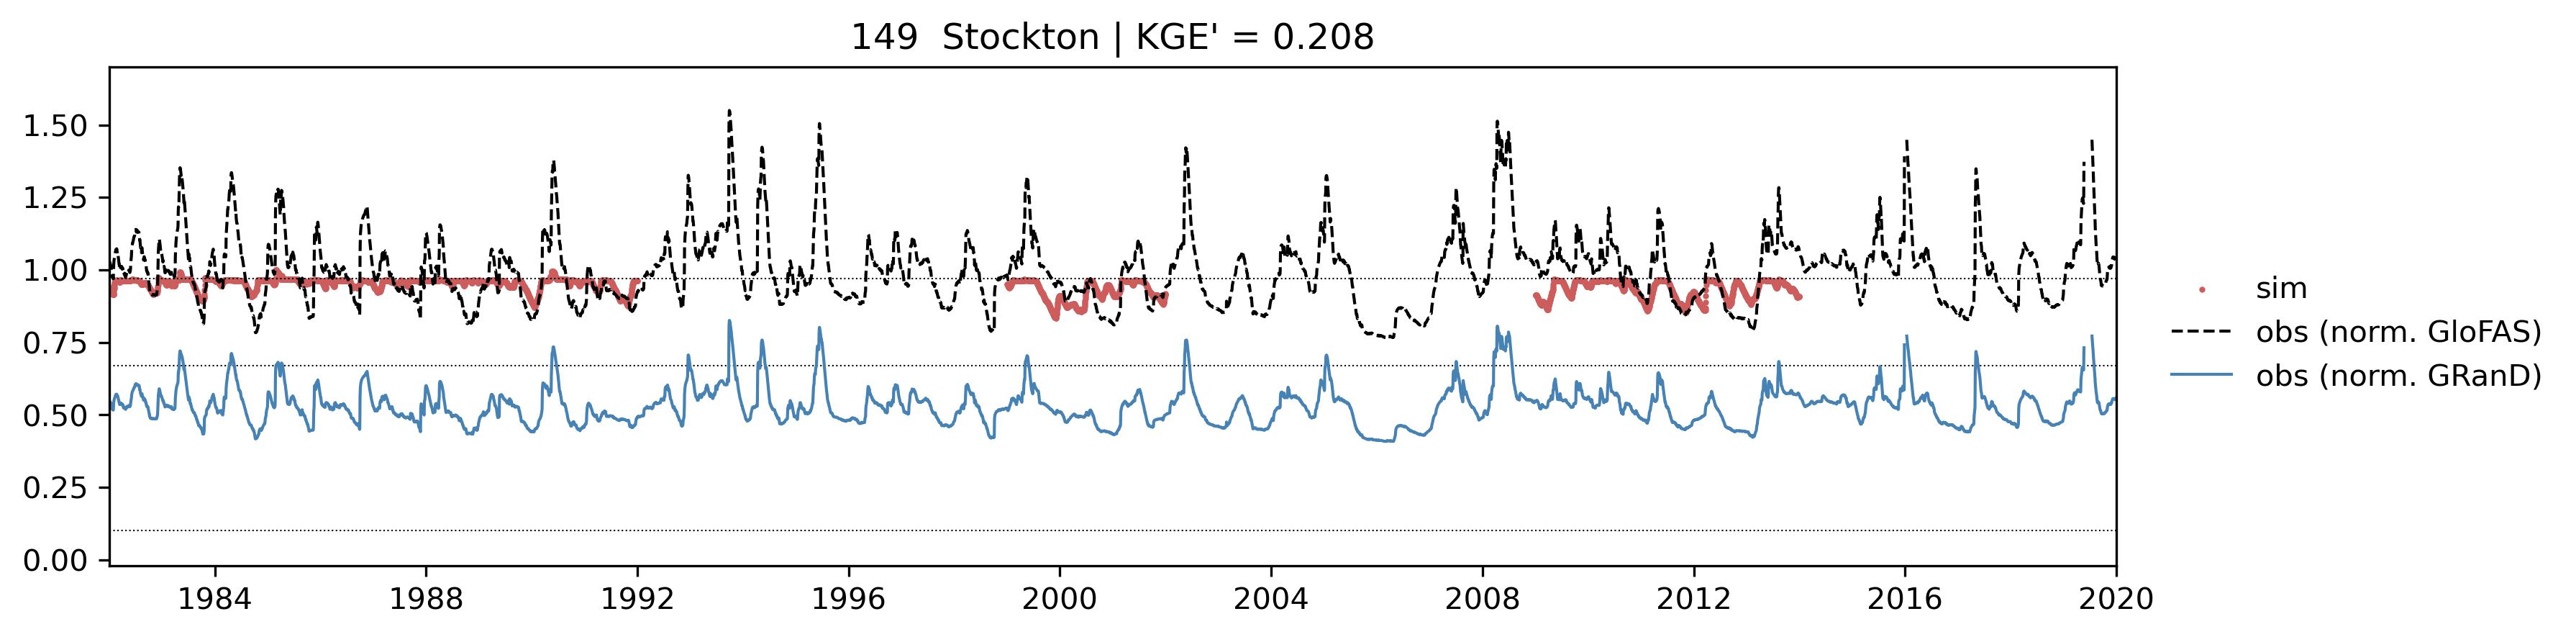 149  Stockton | KGE' = 0.208
1.50
1.25
1.00
0.75
0.50
0.25
0.00
1984 1988 1992 1996 2000 2004 2008 2012 2016 2020
sim
obs (norm. GloFAS)
obs (norm. GRanD)